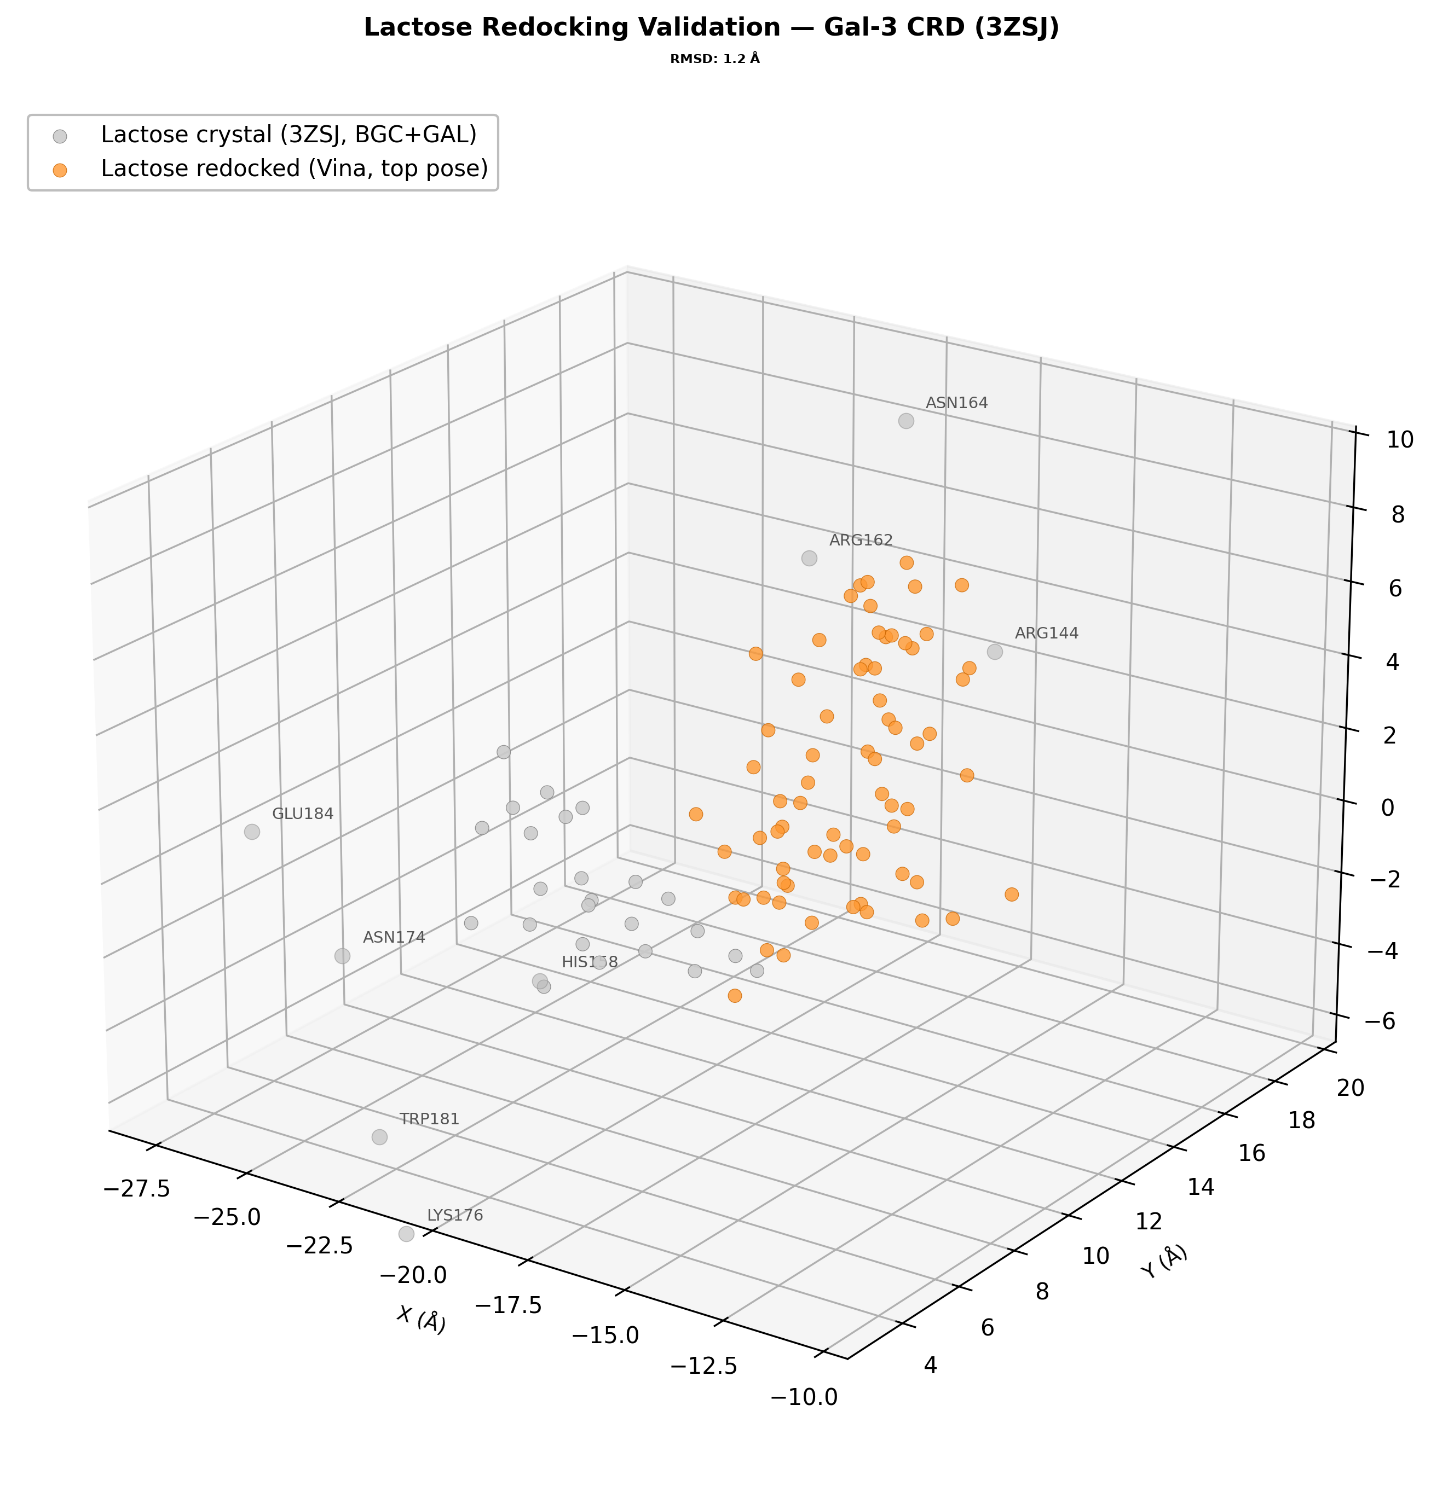 Lactose Redocking Validation — Gal-3 CRD (3ZSJ)
RMSD: 1.2 Å
Lactose crystal (3ZSJ, BGC+GAL)
Lactose redocked (Vina, top pose)
ASN164
ARG162
ARG144
GLU184
ASN174
HIS158
TRP181
LYS176
10
8
6
4
2
0
−2
−4
−6
−27.5
−25.0
−22.5
−20.0
−17.5
−15.0
−12.5
−10.0
X (Å)
20
18
16
14
12
10
8
6
4
Y (Å)